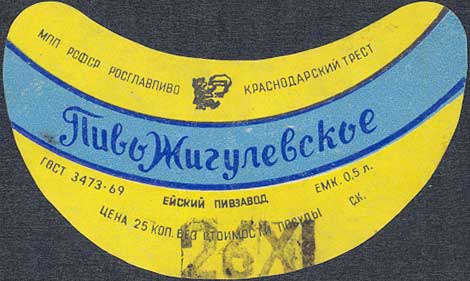 МПП РСФСР РОСГЛАВПИВО КРАСНОДАРСКИЙ ТРЕСТ
Пиво Жигулевское
ГОСТ 3473-69 ЕЙСКИЙ ПИВЗАВОД ЕМК. 0,5 л.
ЦЕНА 25 КОП. БЕЗ СТОИМОСТИ ПОСУДЫ С.К.
26 XI